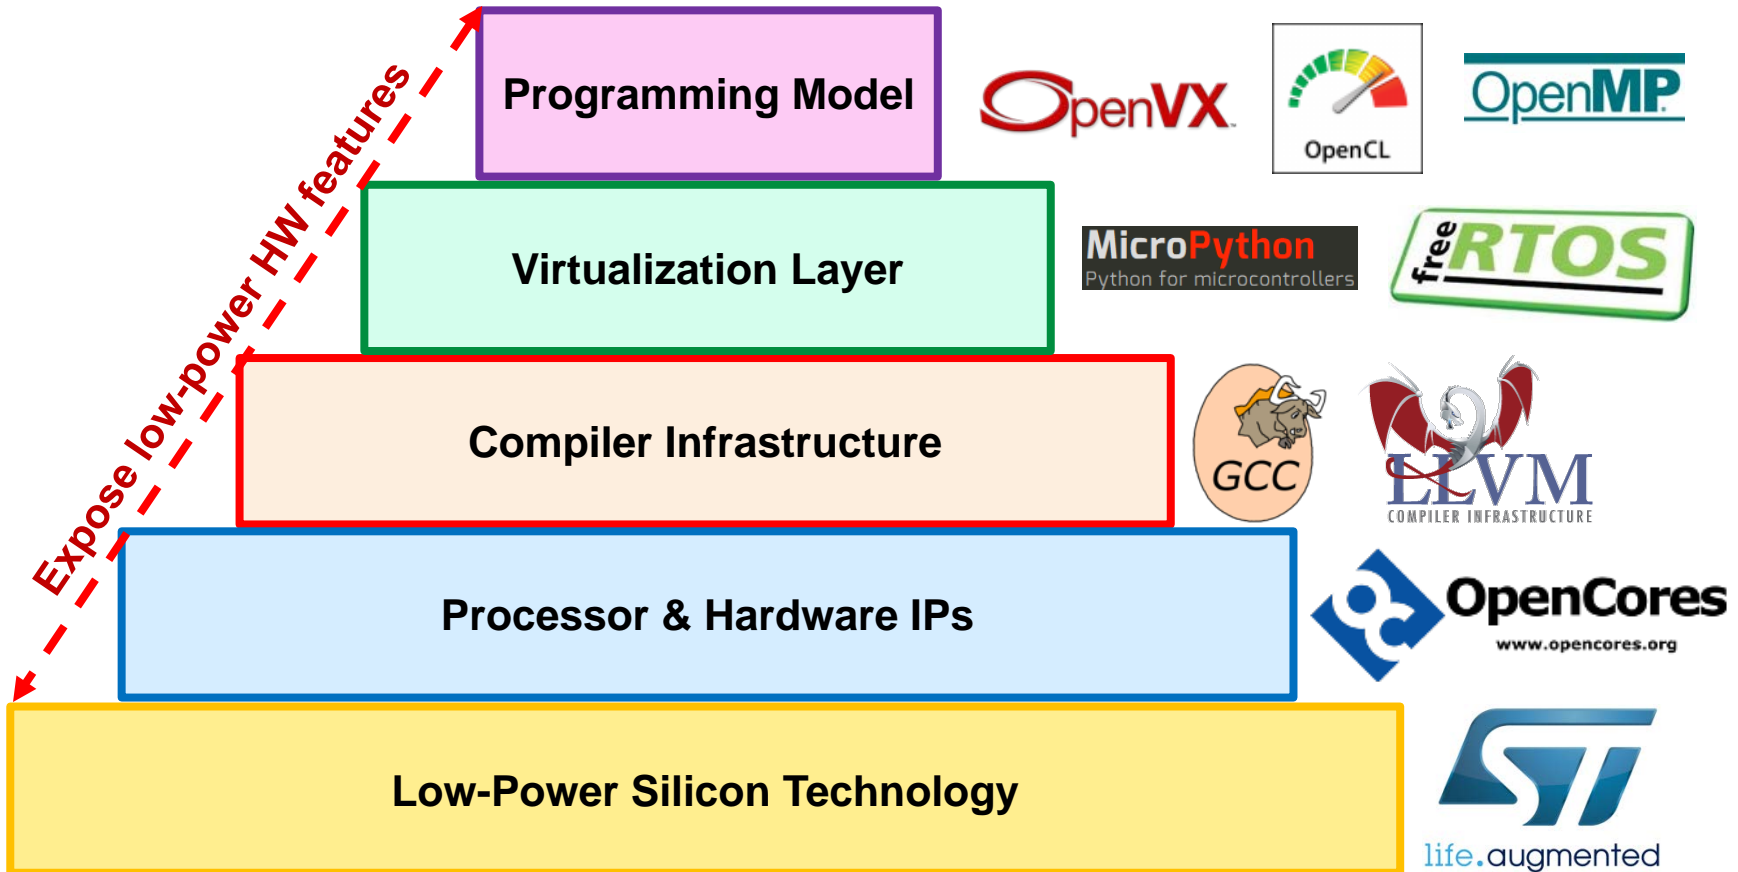 Expose low-power HW features
Programming Model
OpenVX™
OpenCL
OpenMP
Virtualization Layer
MicroPython
Python for microcontrollers
freeRTOS
Compiler Infrastructure
GCC
LLVM
COMPILER INFRASTRUCTURE
Processor & Hardware IPs
OpenCores
www.opencores.org
Low-Power Silicon Technology
ST
life.augmented